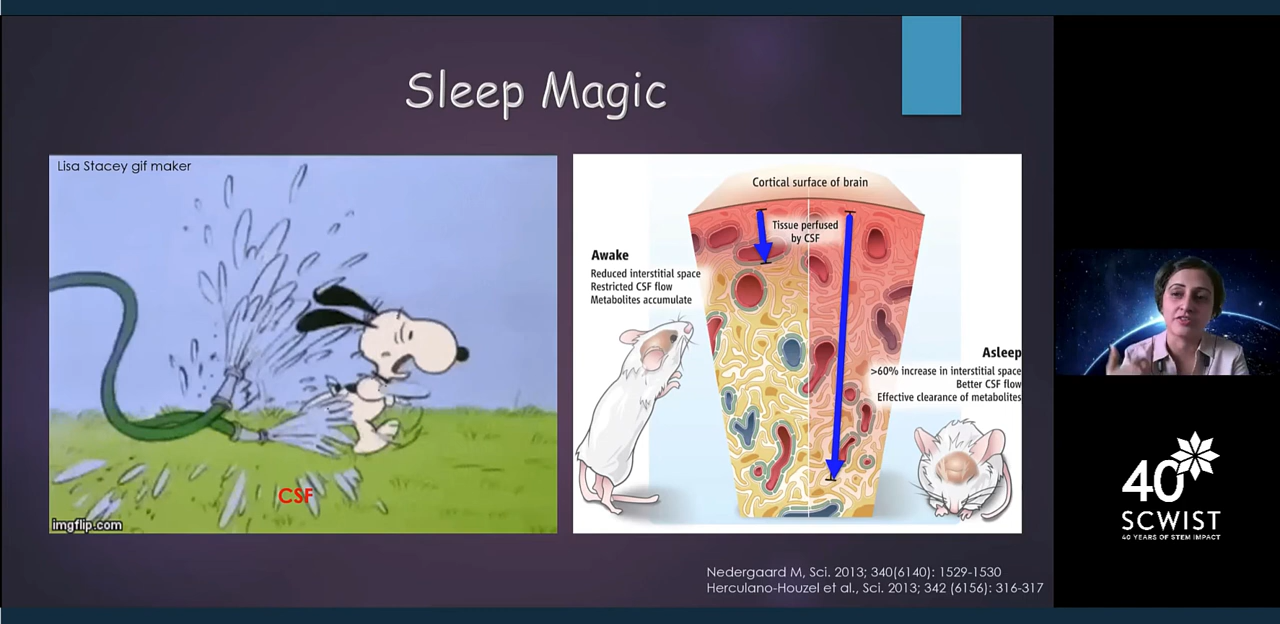 Sleep Magic
Lisa Stacey gif maker
CSF
imgflip.com
Cortical surface of brain
Tissue perfused
by CSF
Awake
Reduced interstitial space
Restricted CSF flow
Metabolites accumulate
Asleep
>60% increase in interstitial space
Better CSF flow
Effective clearance of metabolites
Nedergaard M, Sci. 2013; 340(6140): 1529-1530
Herculano-Houzel et al., Sci. 2013; 342 (6156): 316-317
40
SCWIST
40 YEARS OF STEM IMPACT